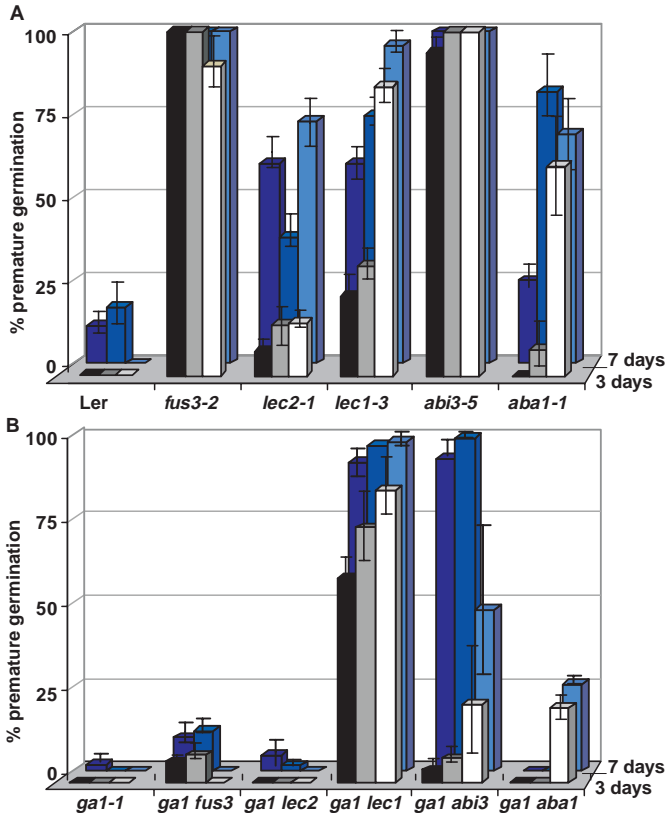 A
% premature germination
100
75
50
25
0
7 days
3 days
Ler fus3-2 lec2-1 lec1-3 abi3-5 aba1-1
B
% premature germination
100
75
50
25
0
7 days
3 days
ga1-1 ga1 fus3 ga1 lec2 ga1 lec1 ga1 abi3 ga1 aba1